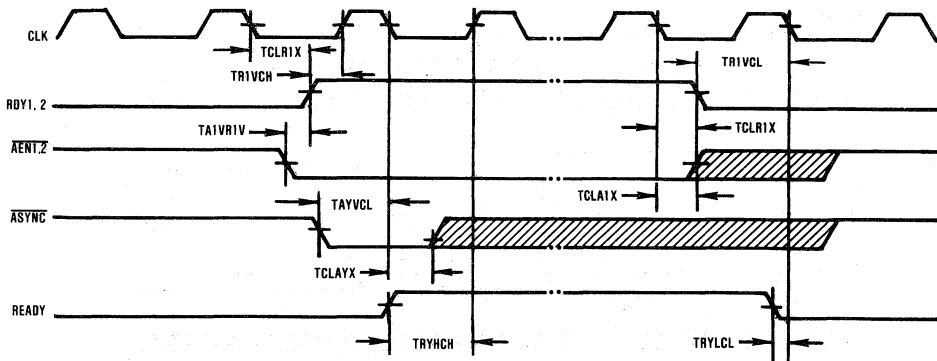 CLK
TCLR1X
TR1VCH
TR1VCL
RDY1, 2
TA1VR1V
TCLR1X
AEN1,2
TCLA1X
TAYVCL
ASYNC
TCLAYX
READY
TRYHCH
TRYLCL